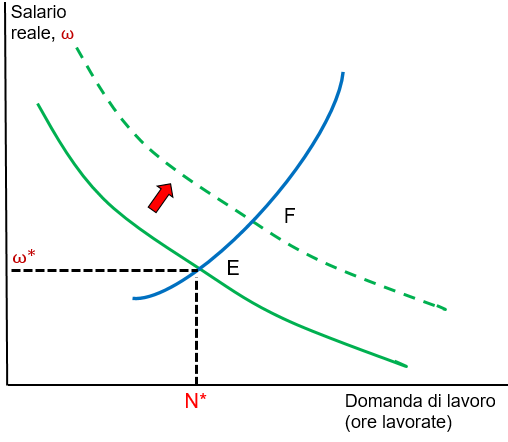 Salario
reale, ω
F
ω*
E
N*
Domanda di lavoro
(ore lavorate)